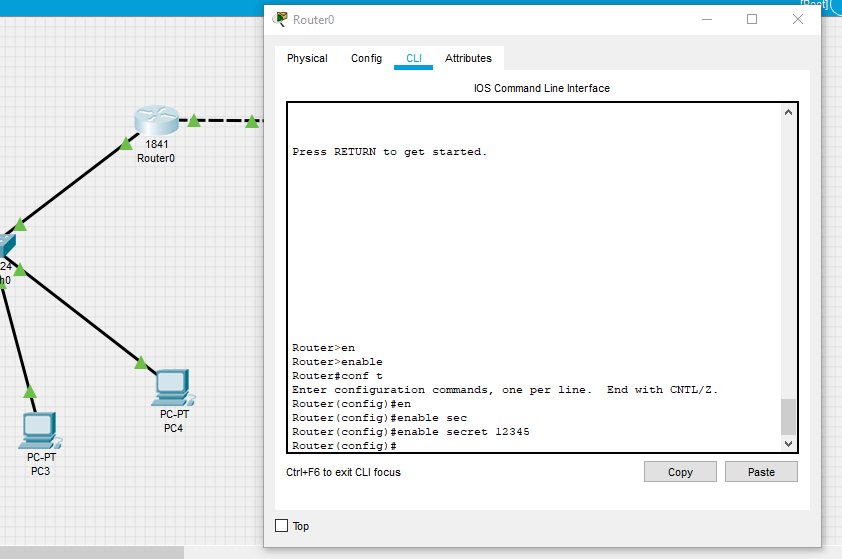 [Root]
Router0
Physical Config CLI Attributes
IOS Command Line Interface
Press RETURN to get started.
Router>en
Router>enable
Router#conf t
Enter configuration commands, one per line.  End with CNTL/Z.
Router(config)#en
Router(config)#enable sec
Router(config)#enable secret 12345
Router(config)#
Ctrl+F6 to exit CLI focus
Copy
Paste
Top
1841
Router0
24
h0
PC-PT
PC4
PC-PT
PC3